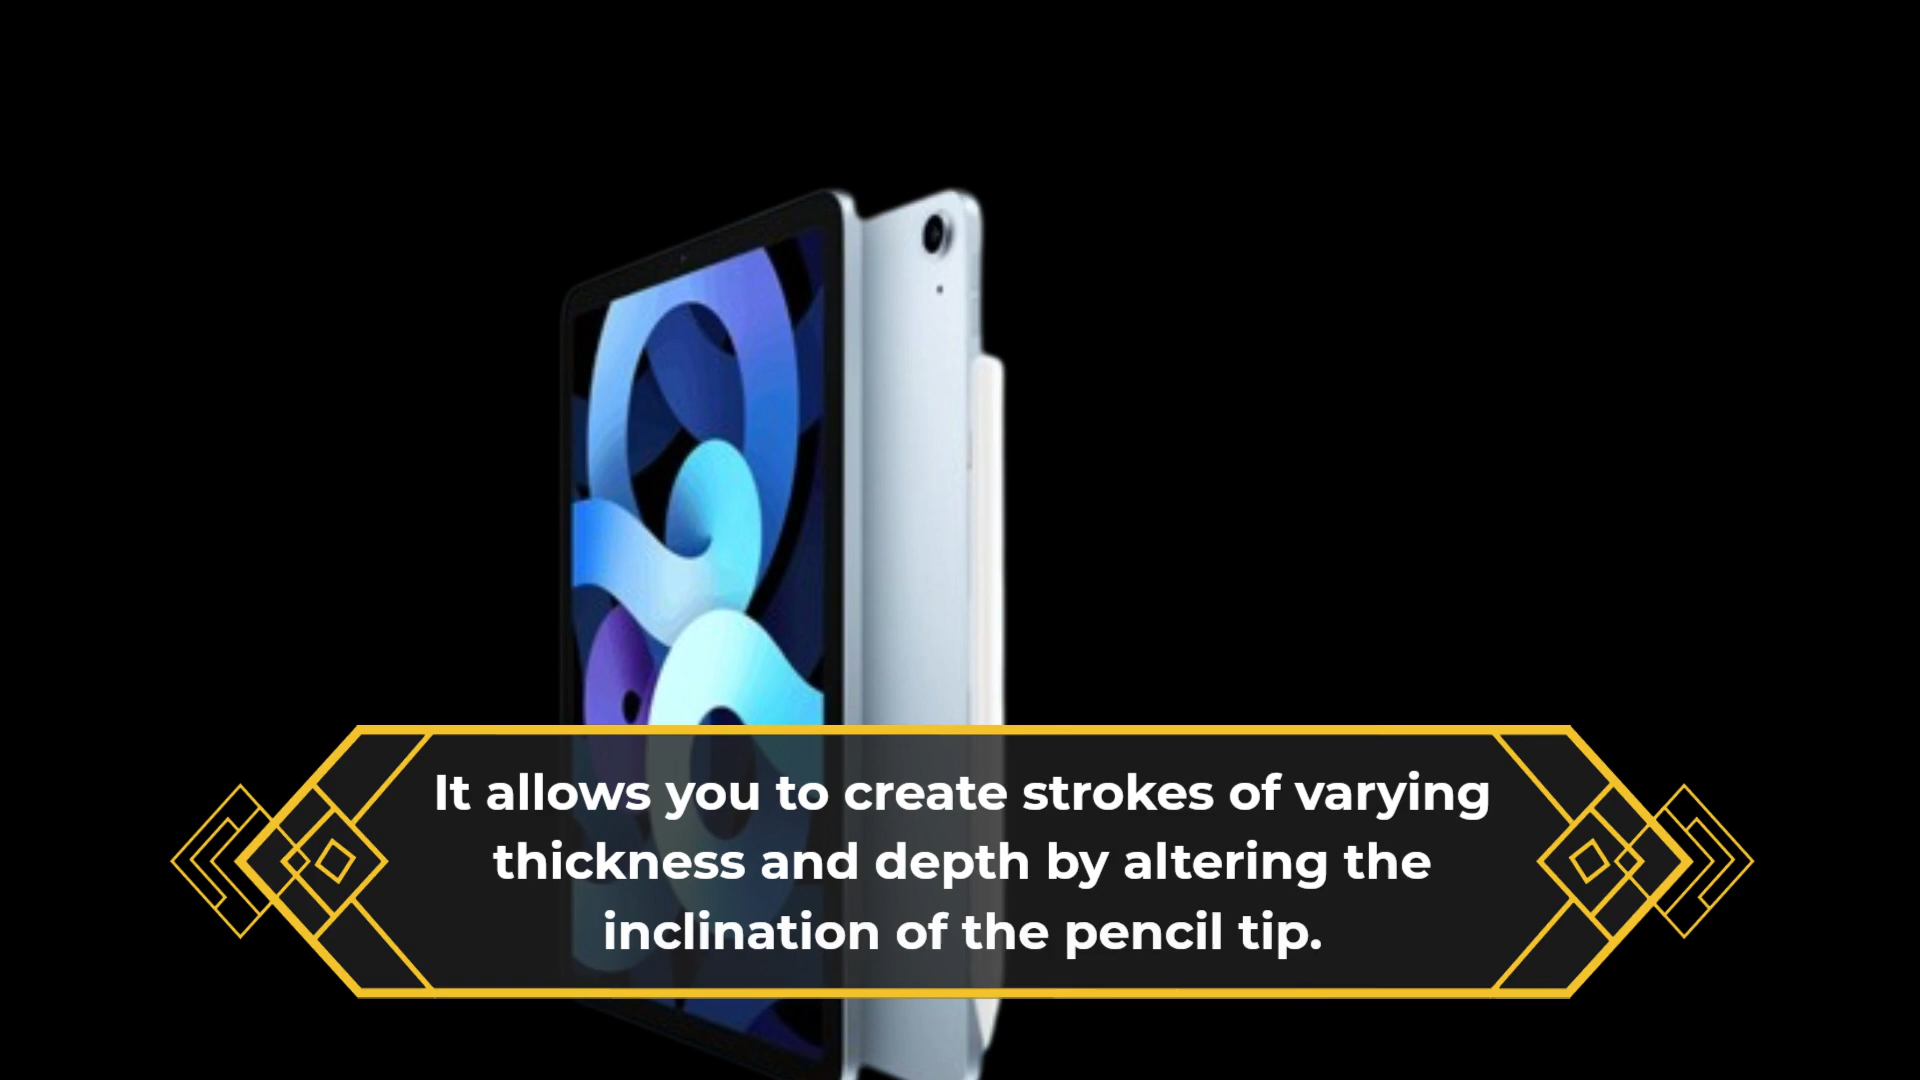 It allows you to create strokes of varying
thickness and depth by altering the
inclination of the pencil tip.